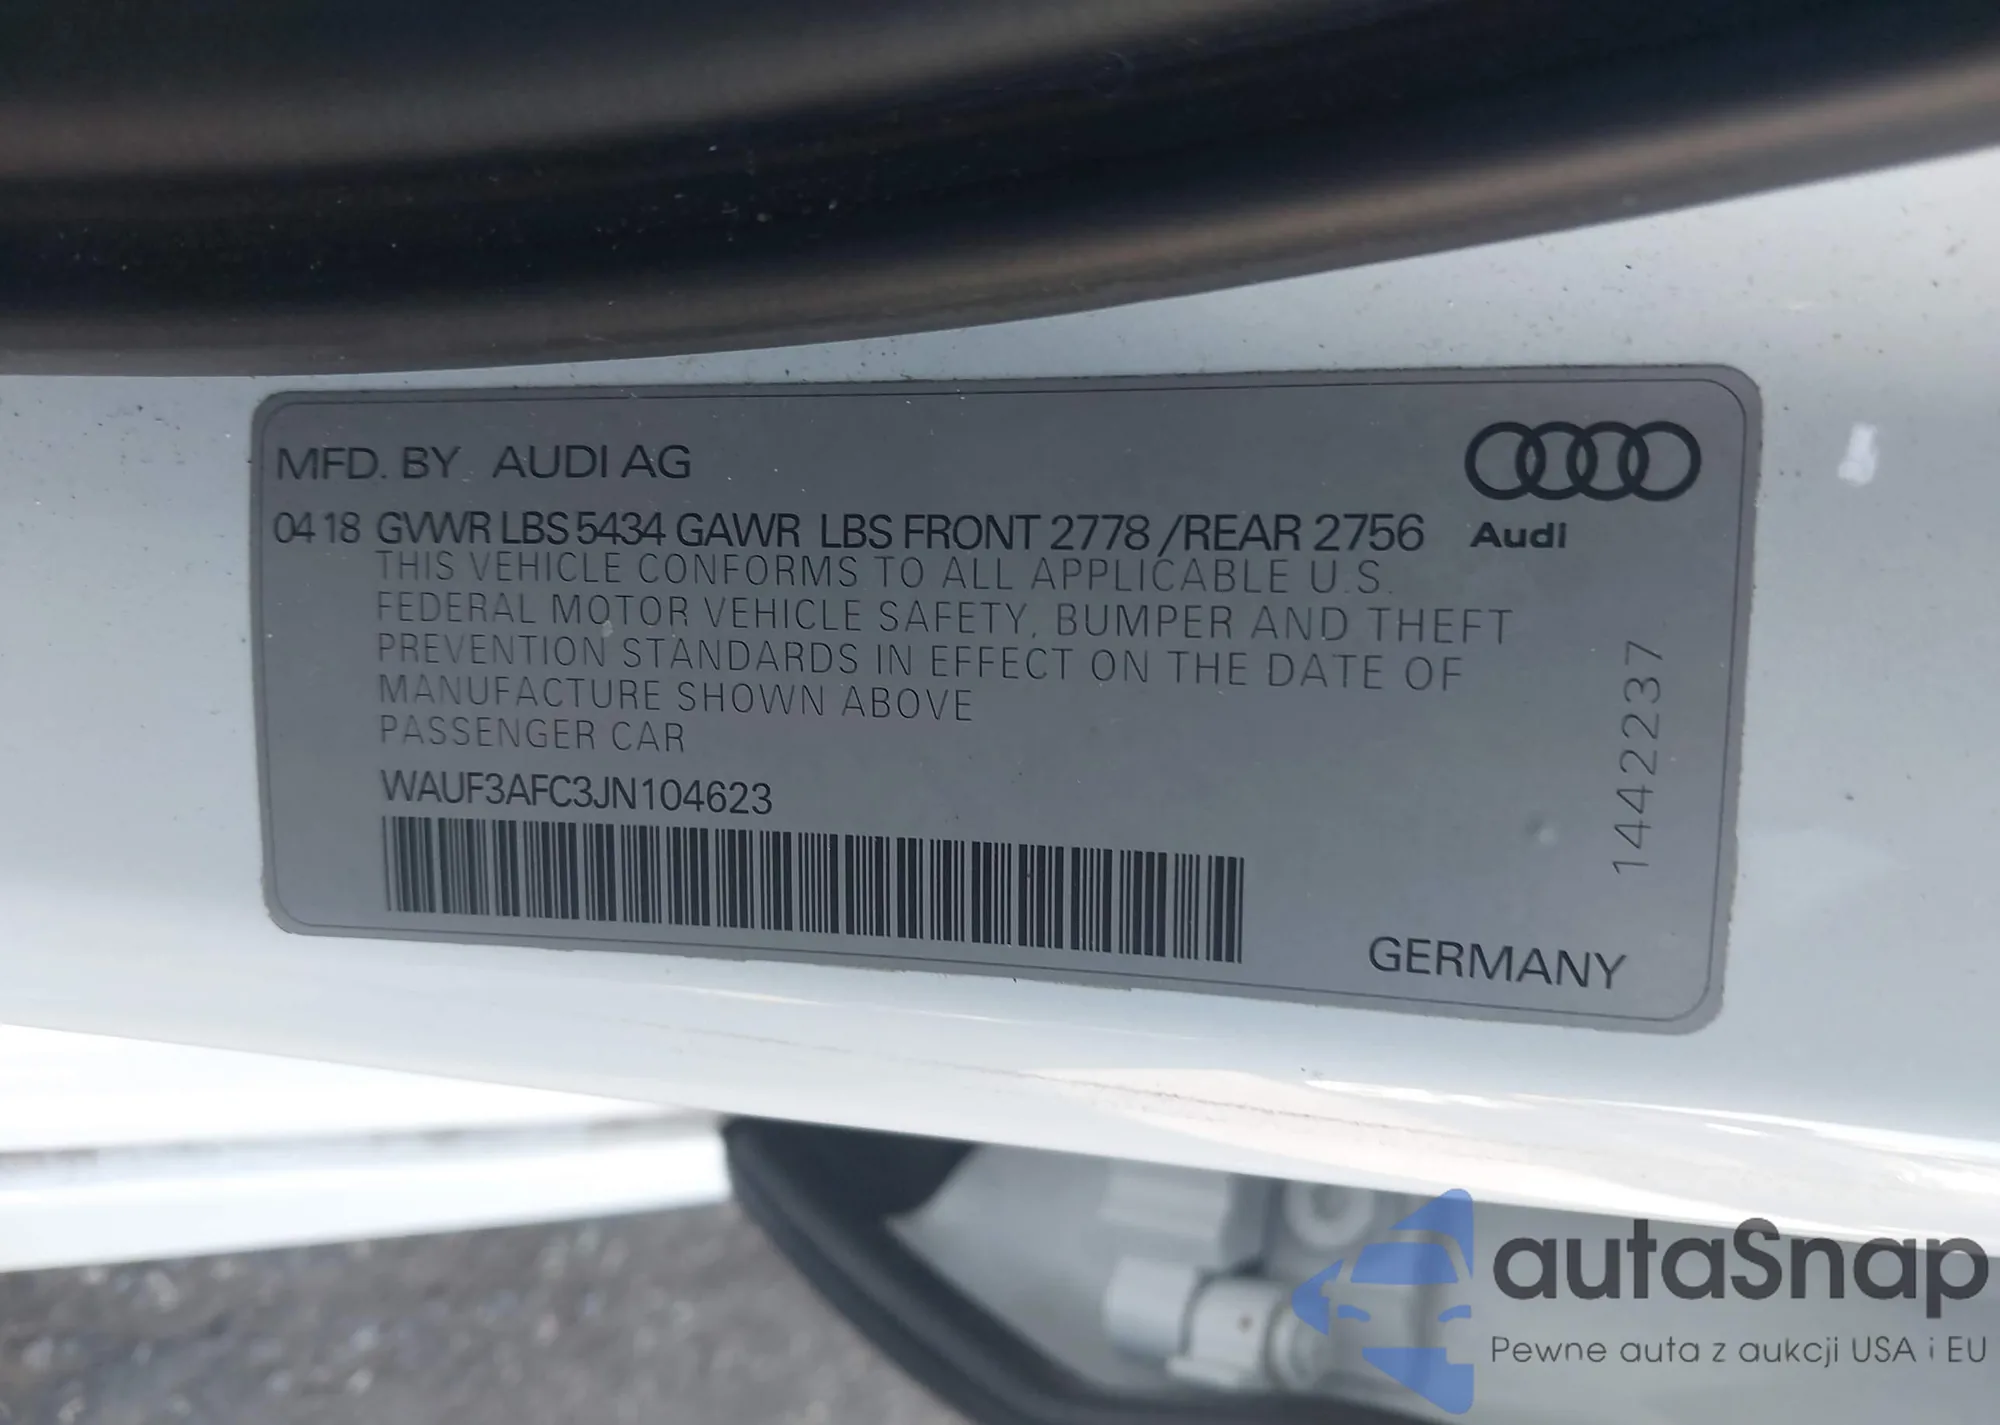 MFD. BY AUDI AG
04 18 GVWR LBS 5434 GAWR LBS FRONT 2778 /REAR 2756
Audi
THIS VEHICLE CONFORMS TO ALL APPLICABLE U.S.
FEDERAL MOTOR VEHICLE SAFETY, BUMPER AND THEFT
PREVENTION STANDARDS IN EFFECT ON THE DATE OF
MANUFACTURE SHOWN ABOVE
PASSENGER CAR
WAUF3AFC3JN104623
1442237
GERMANY
autaSnap
Pewne auta z aukcji USA i EU